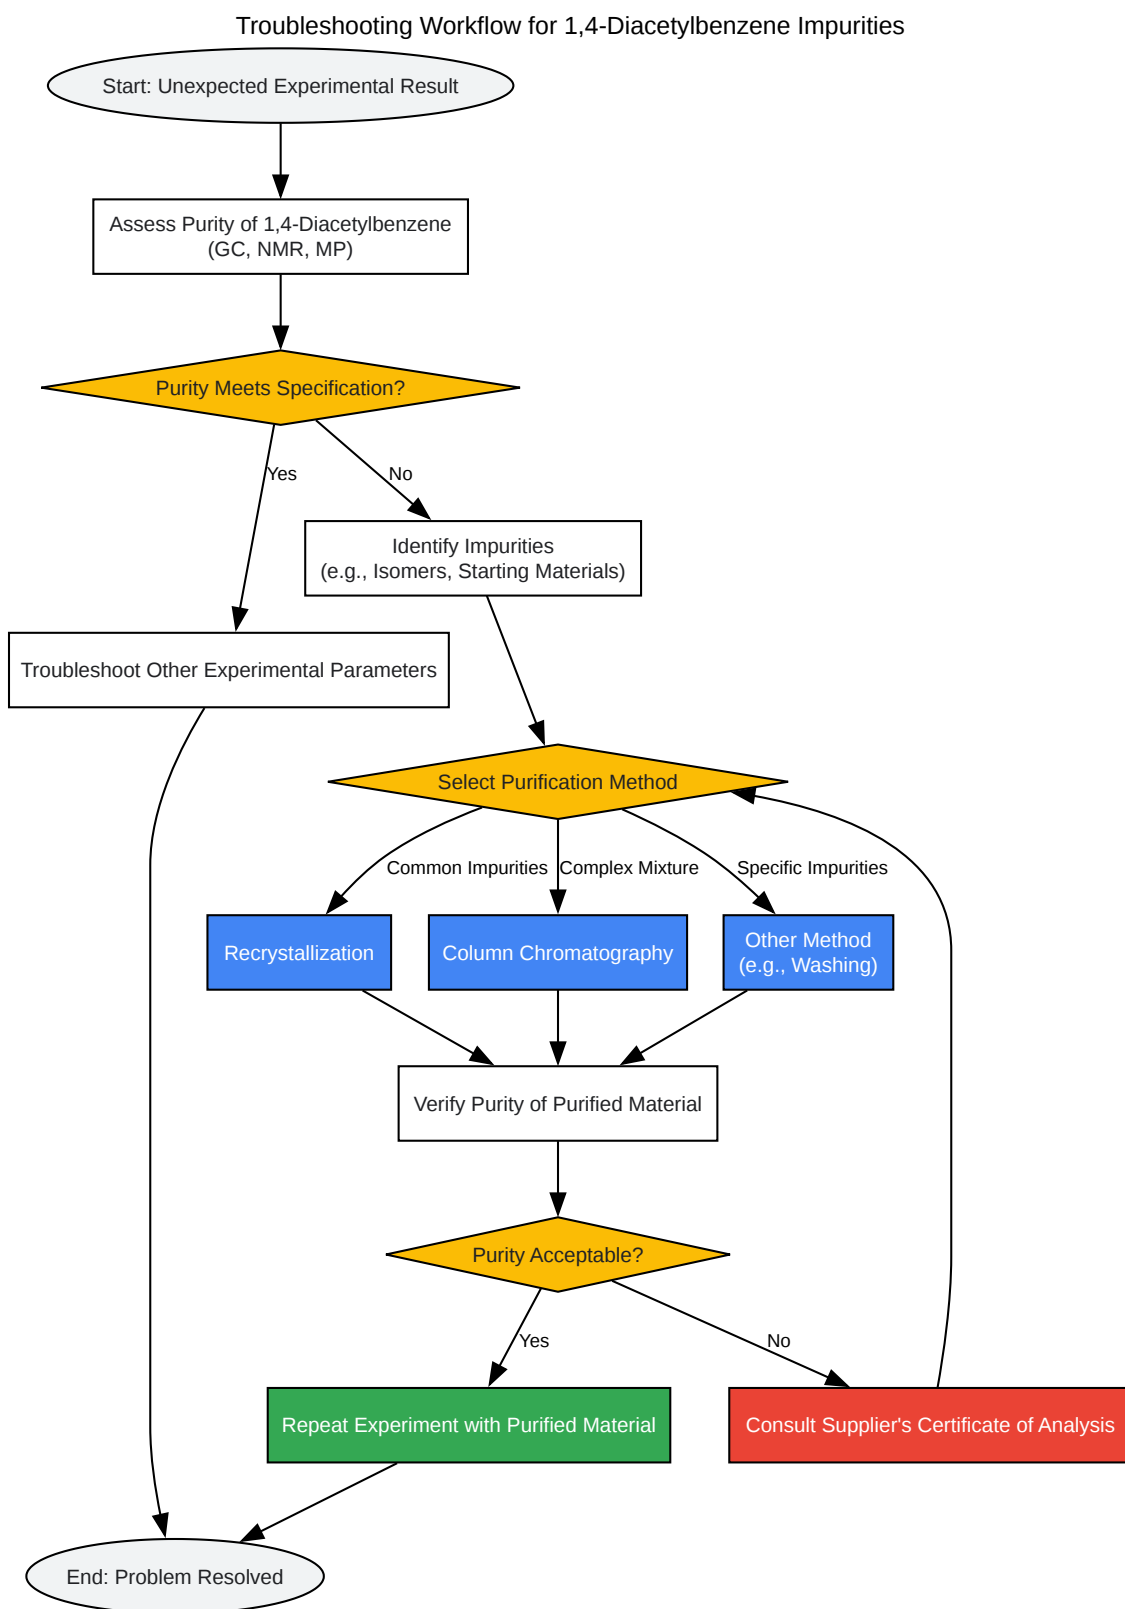 Troubleshooting Workflow for 1,4-Diacetylbenzene Impurities
Start: Unexpected Experimental Result
Assess Purity of 1,4-Diacetylbenzene
(GC, NMR, MP)
Purity Meets Specification?
Yes
No
Identify Impurities
(e.g., Isomers, Starting Materials)
Troubleshoot Other Experimental Parameters
Select Purification Method
Common Impurities
Complex Mixture
Specific Impurities
Recrystallization
Column Chromatography
Other Method
(e.g., Washing)
Verify Purity of Purified Material
Purity Acceptable?
Yes
No
Repeat Experiment with Purified Material
Consult Supplier's Certificate of Analysis
End: Problem Resolved